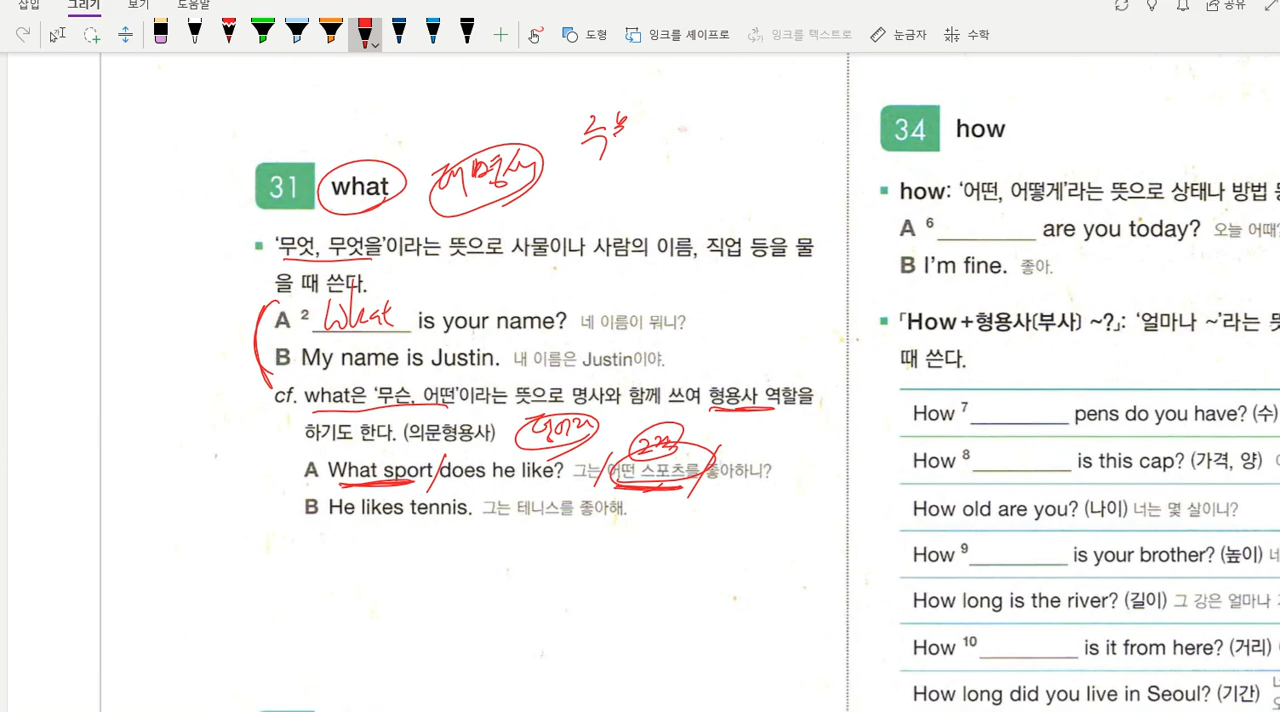 삽입 그리기 보기 도움말 공유
도형 잉크를 셰이프로 잉크를 텍스트로 눈금자 수학
31 what 대명사
'무엇, 무엇을'이라는 뜻으로 사물이나 사람의 이름, 직업 등을 물
을 때 쓴다.
A 2 What is your name? 네 이름이 뭐니?
B My name is Justin. 내 이름은 Justin이야.
cf. what은 '무슨, 어떤'이라는 뜻으로 명사와 함께 쓰여 형용사 역할을
하기도 한다. (의문형용사) 덩어리
A What sport does he like? 그는 어떤 스포츠를 좋아하니?
B He likes tennis. 그는 테니스를 좋아해.
34 how
how: '어떤, 어떻게'라는 뜻으로 상태나 방법
A 6 ________ are you today? 오늘 어때?
B I'm fine. 좋아.
「How+형용사(부사) ~?」: '얼마나 ~'라는
때 쓴다.
How 7 ________ pens do you have? (수)
How 8 ________ is this cap? (가격, 양)
How old are you? (나이) 너는 몇 살이니?
How 9 ________ is your brother? (높이) 네
How long is the river? (길이) 그 강은 얼마나
How 10 ________ is it from here? (거리)
How long did you live in Seoul? (기간)